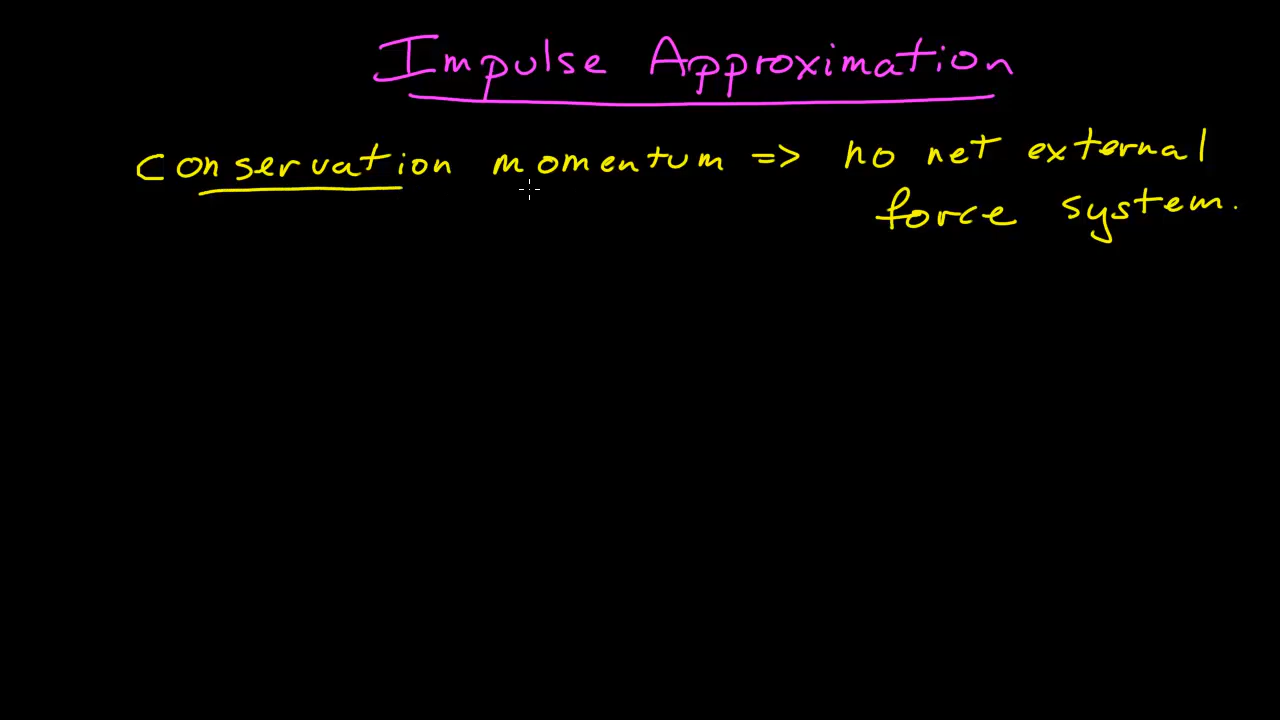 Impulse Approximation
conservation momentum => no net external
force system.